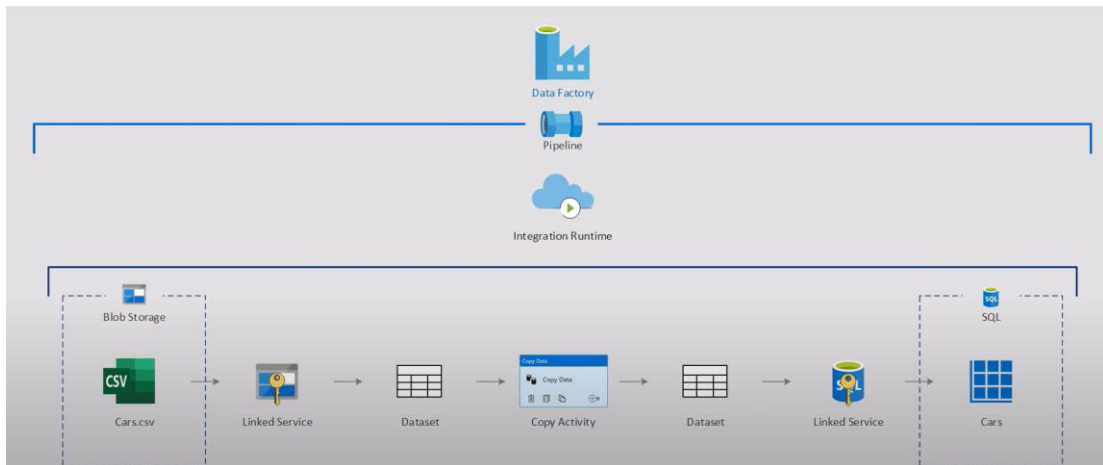 Data Factory
Pipeline
Integration Runtime
Blob Storage
SQL
Copy Data
CSV
Copy Data
SQL
Cars.csv
Linked Service
Dataset
Copy Activity
Dataset
Linked Service
Cars